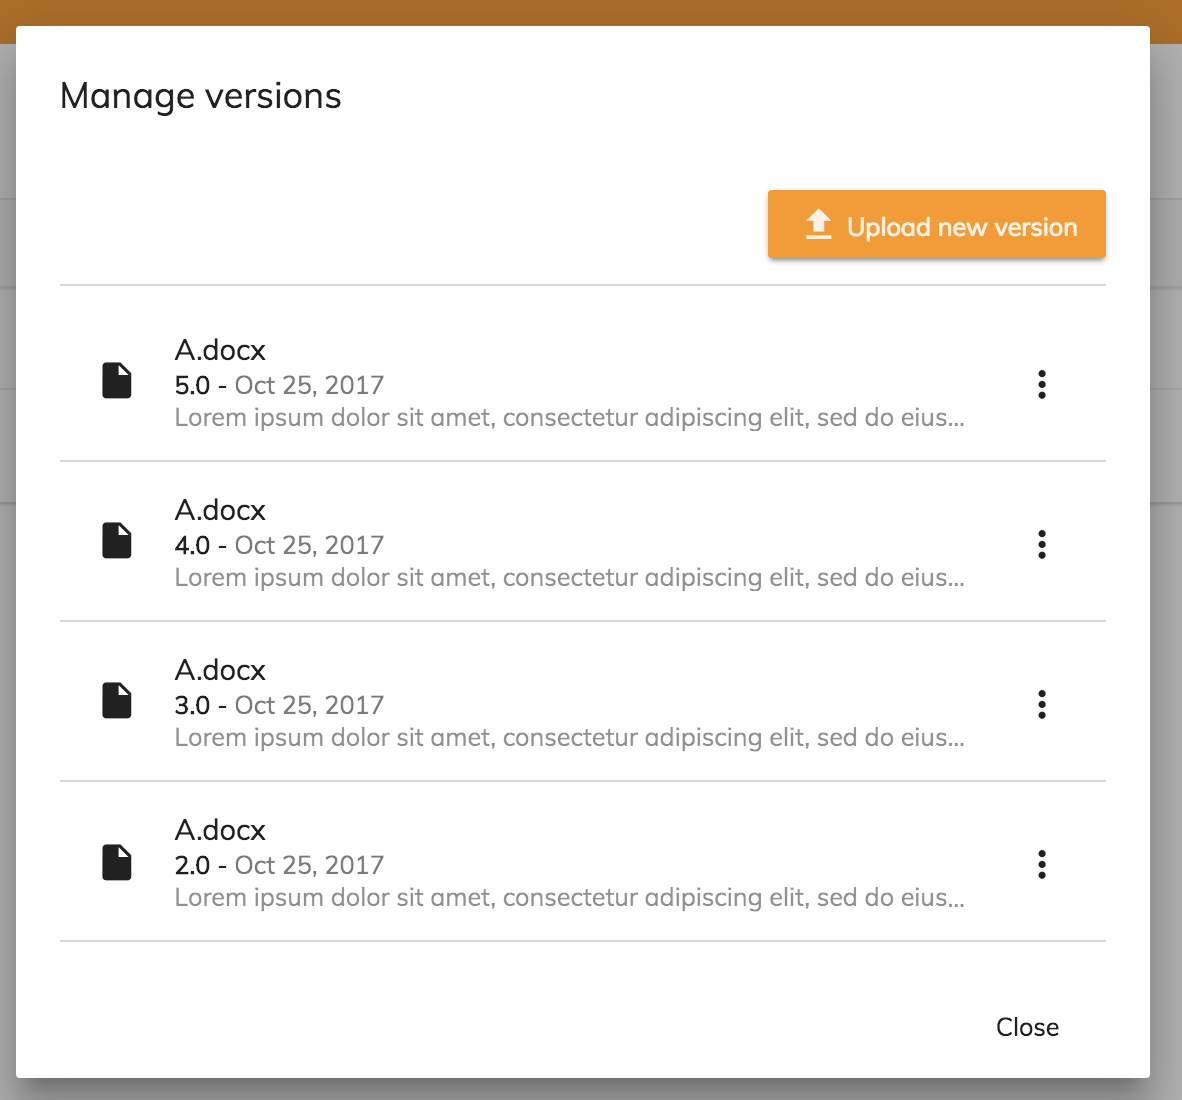 Manage versions
Upload new version
A.docx
5.0 - Oct 25, 2017
Lorem ipsum dolor sit amet, consectetur adipiscing elit, sed do eius...
A.docx
4.0 - Oct 25, 2017
Lorem ipsum dolor sit amet, consectetur adipiscing elit, sed do eius...
A.docx
3.0 - Oct 25, 2017
Lorem ipsum dolor sit amet, consectetur adipiscing elit, sed do eius...
A.docx
2.0 - Oct 25, 2017
Lorem ipsum dolor sit amet, consectetur adipiscing elit, sed do eius...
Close